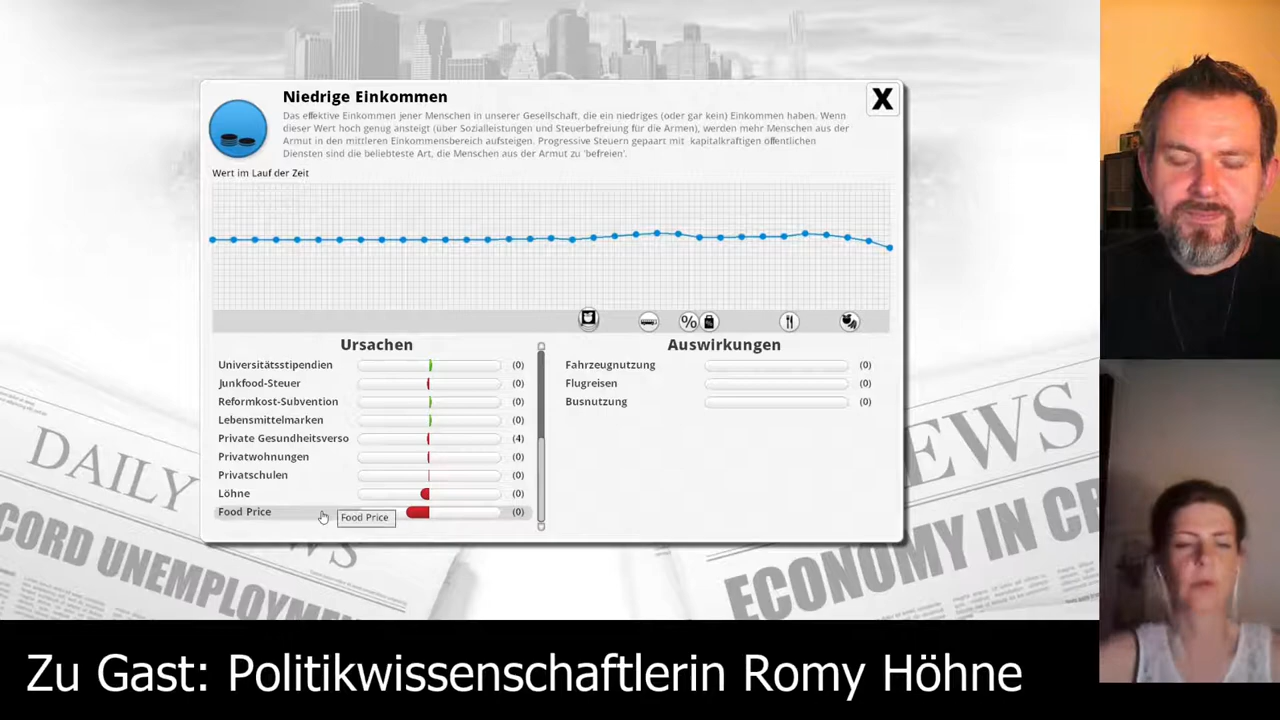 Niedrige Einkommen
X
Das effektive Einkommen jener Menschen in unserer Gesellschaft, die ein niedriges (oder gar kein) Einkommen haben. Wenn
dieser Wert hoch genug ansteigt (über Sozialleistungen und Steuerbefreiung für die Armen), werden mehr Menschen aus der
Armut in den mittleren Einkommensbereich aufsteigen. Progressive Steuern gepaart mit kapitalkraftigen öffentlichen
Diensten sind die beliebteste Art, die Menschen aus der Armut zu 'befreien'.
Wert im Lauf der Zeit
%
Ursachen
Universitätsstipendien (0)
Junkfood-Steuer (0)
Reformkost-Subvention (0)
Lebensmittelmarken (0)
Private Gesundheitsverso (4)
Privatwohnungen (0)
Privatschulen (0)
Löhne (0)
Food Price (0)
Food Price
Auswirkungen
Fahrzeugnutzung (0)
Flugreisen (0)
Busnutzung (0)
DAILY
NEWS
CORD UNEMPLOYME
ECONOMY IN CR
Zu Gast: Politikwissenschaftlerin Romy Höhne